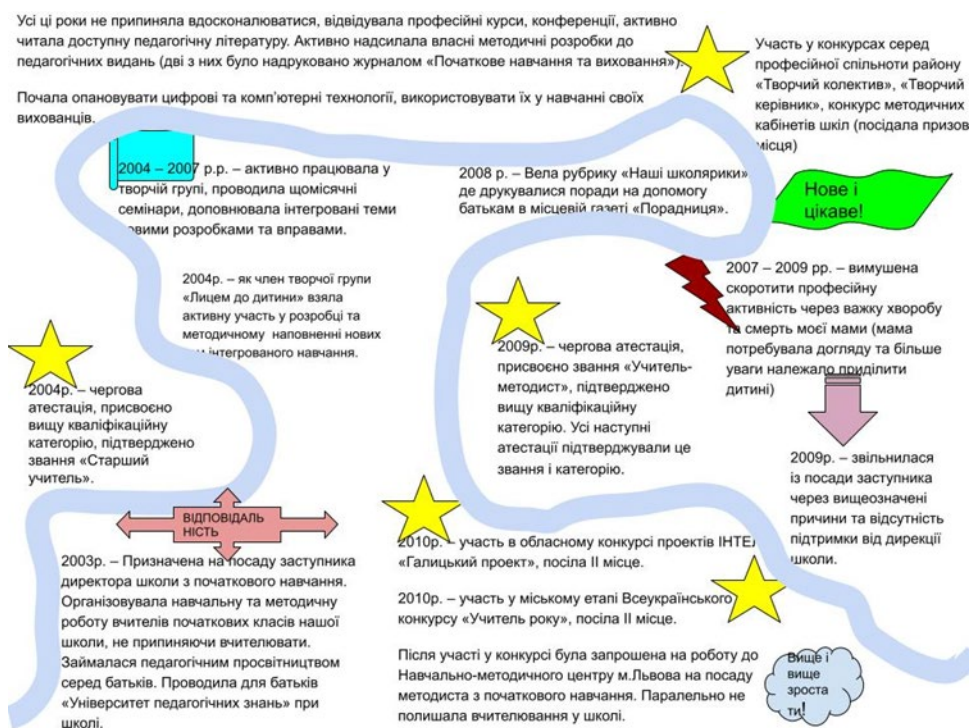 Усі ці роки не припиняла вдосконалюватися, відвідувала професійні курси, конференції, активно
читала доступну педагогічну літературу. Активно надсилала власні методичні розробки до
педагогічних видань (дві з них було надруковано журналом «Початкове навчання та виховання»).
Почала опановувати цифрові та комп'ютерні технології, використовувати їх у навчанні своїх
вихованців.
Участь у конкурсах серед
професійної спільноти району
«Творчий колектив», «Творчий
керівник», конкурс методичних
кабінетів шкіл (посідала призов
місця)
2004 – 2007 р.р. – активно працювала у
творчій групі, проводила щомісячні
семінари, доповнювала інтегровані теми
новими розробками та вправами.
2008 р. – Вела рубрику «Наші школярики»
де друкувалися поради на допомогу
батькам в місцевій газеті «Порадниця».
Нове і
цікаве!
2004р. – як член творчої групи
«Лицем до дитини» взяла
активну участь у розробці та
методичному наповненні нових
інтегрованого навчання.
2007 – 2009 рр. – вимушена
скоротити професійну
активність через важку хворобу
та смерть моєї мами (мама
потребувала догляду та більше
уваги належало приділити
дитині)
2004р. – чергова
атестація, присвоєно
вищу кваліфікаційну
категорію, підтверджено
звання «Старший
учитель».
2009р. – чергова атестація,
присвоєно звання «Учитель-
методист», підтверджено
вищу кваліфікаційну
категорію. Усі наступні
атестації підтверджували це
звання і категорію.
2009р. – звільнилася
із посади заступника
через вищеозначені
причини та відсутність
підтримки від дирекції
школи.
ВІДПОВІДАЛЬ
НІСТЬ
2003р. – Призначена на посаду заступника
директора школи з початкового навчання.
Організовувала навчальну та методичну
роботу вчителів початкових класів нашої
школи, не припиняючи вчителювати.
Займалася педагогічним просвітництвом
серед батьків. Проводила для батьків
«Університет педагогічних знань» при
школі.
2010р. – участь в обласному конкурсі проектів ІНТЕЛ
«Галицький проект», посіла ІІ місце.
2010р. – участь у міському етапі Всеукраїнського
конкурсу «Учитель року», посіла ІІ місце.
Після участі у конкурсі була запрошена на роботу до
Навчально-методичного центру м.Львова на посаду
методиста з початкового навчання. Паралельно не
полишала вчителювання у школі.
Вище і
вище
зроста
ти!